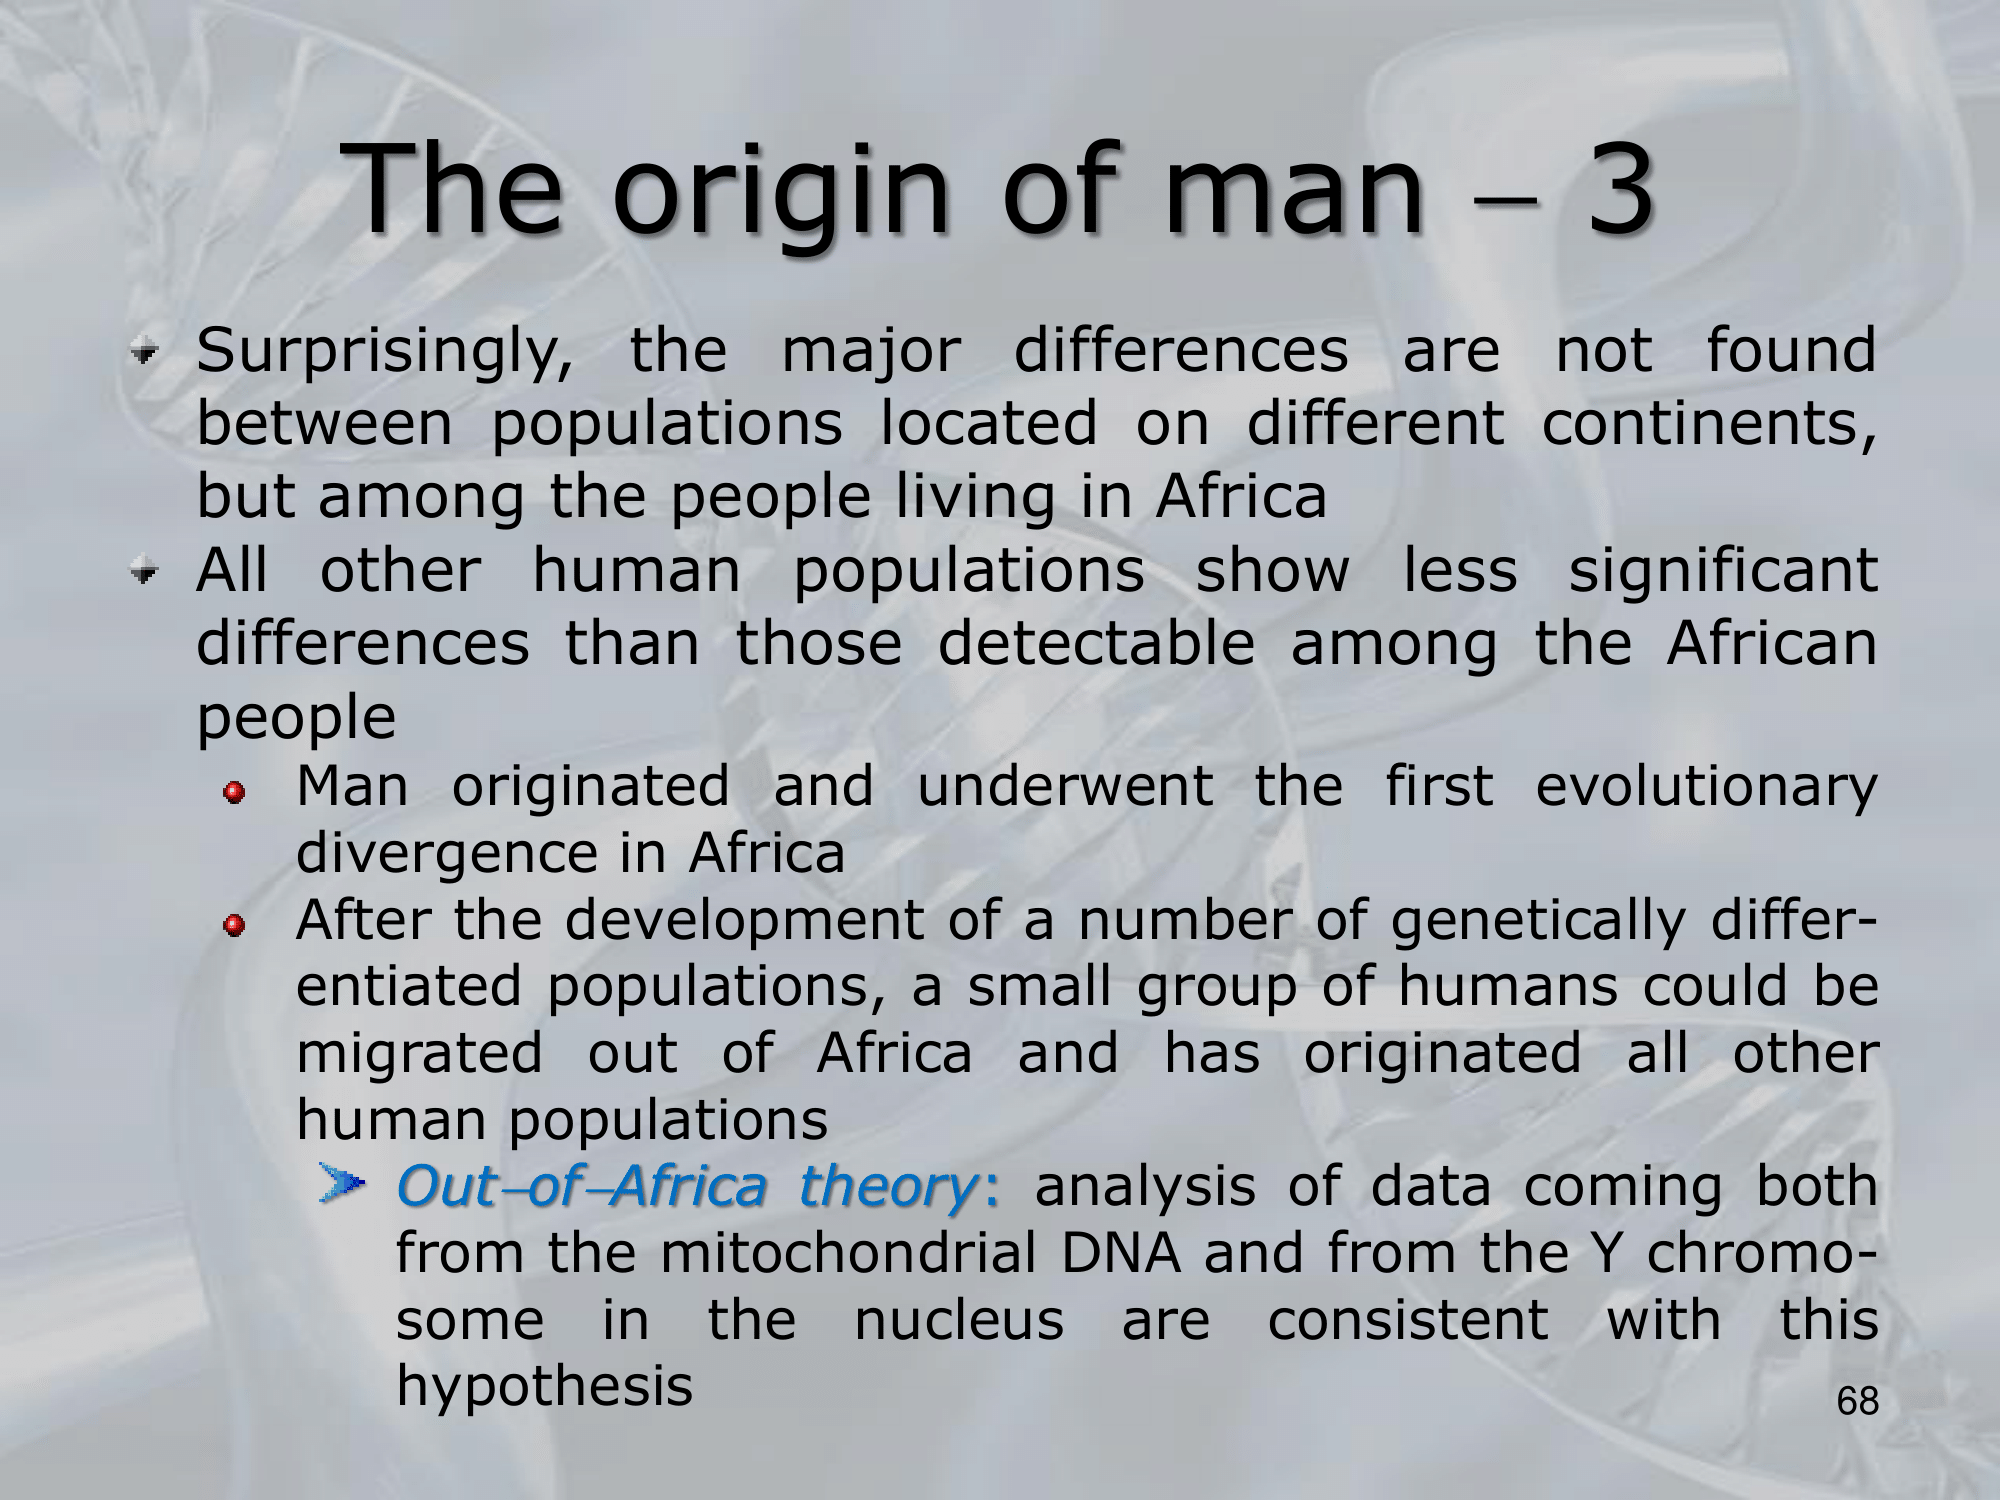 The origin of man – 3
Surprisingly, the major differences are not found
between populations located on different continents,
but among the people living in Africa
All other human populations show less significant
differences than those detectable among the African
people
Man originated and underwent the first evolutionary
divergence in Africa
After the development of a number of genetically differ-
entiated populations, a small group of humans could be
migrated out of Africa and has originated all other
human populations
Out–of–Africa theory: analysis of data coming both
from the mitochondrial DNA and from the Y chromo-
some in the nucleus are consistent with this
hypothesis
68